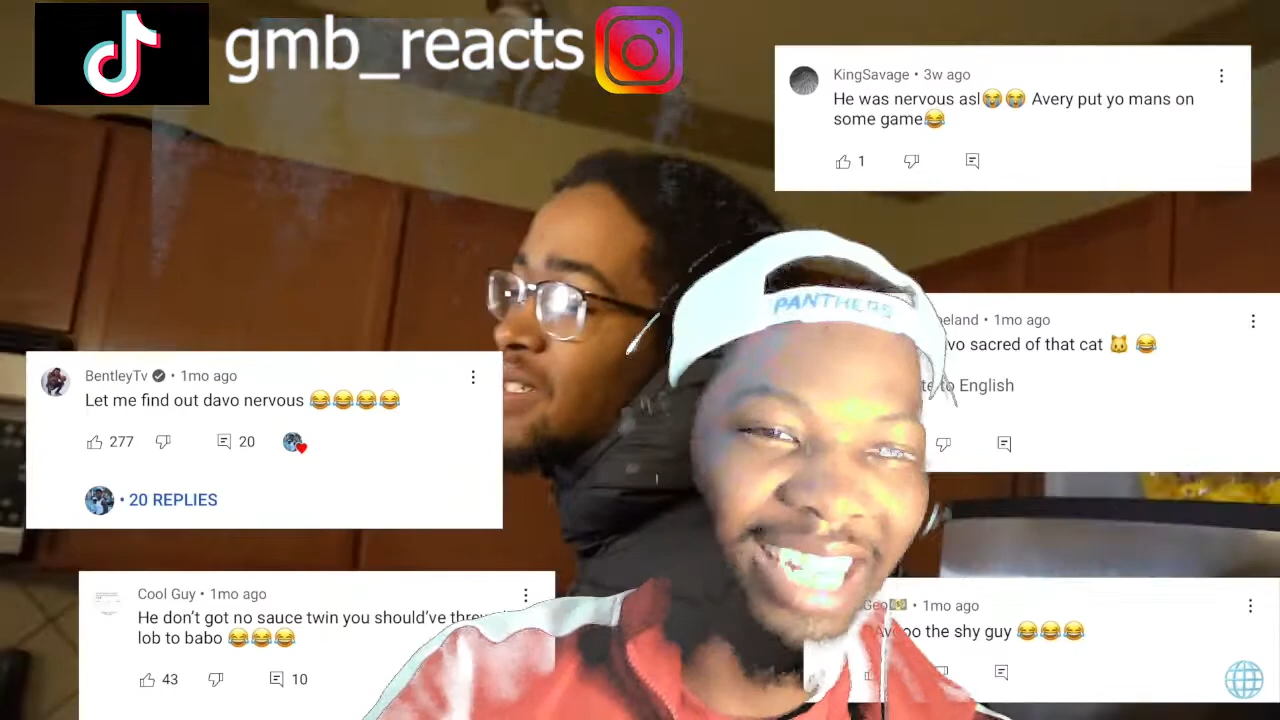 gmb_reacts
KingSavage • 3w ago
He was nervous asl😭😭 Avery put yo mans on
some game😂
1
PANTHERS
1mo ago
sacred of that cat 🐱 😂
to English
BentleyTv • 1mo ago
Let me find out davo nervous 😂😂😂😂
277
20
• 20 REPLIES
Cool Guy • 1mo ago
He don't got no sauce twin you should've
lob to babo 😂😂😂
43
10
Geo💵 • 1mo ago
the shy guy 😂😂😂